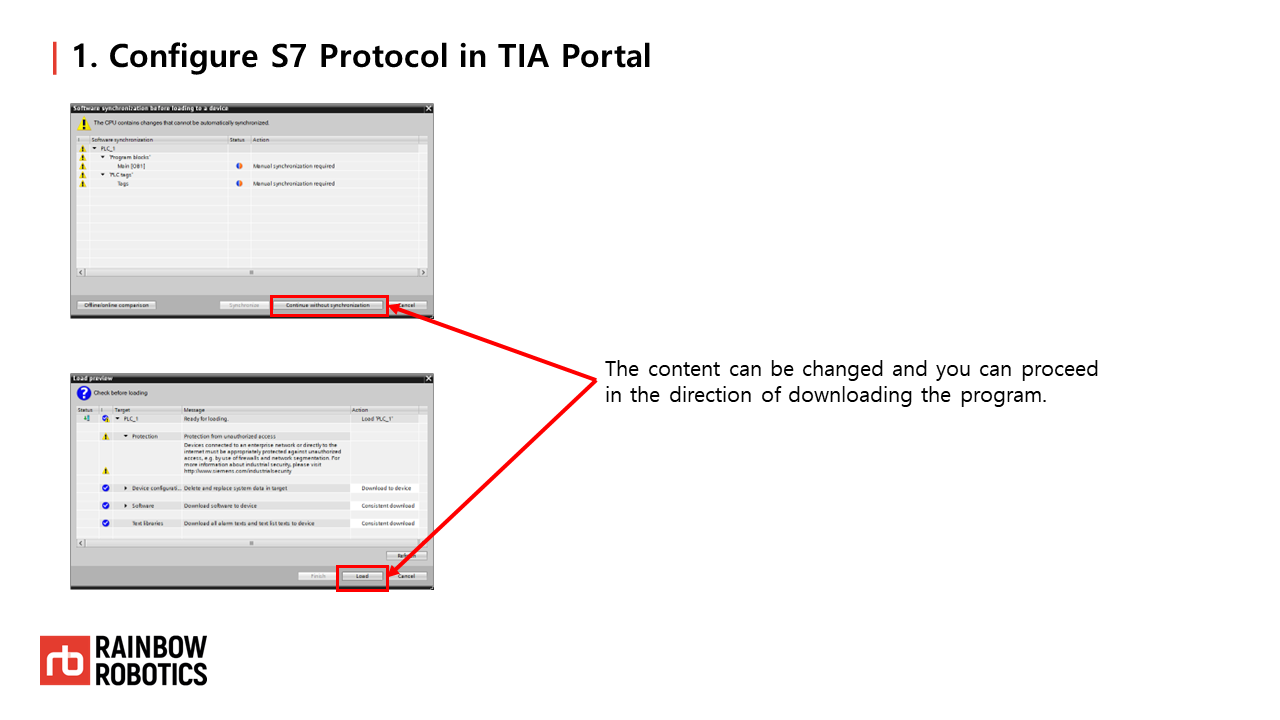 1. Configure S7 Protocol in TIA Portal
Software synchronization before loading to a device
The CPU contains changes that cannot be automatically synchronized.
! Software synchronization Status Action
PLC_1
'Program blocks'
Main [OB1] Manual synchronization required
'PLC tags'
Tags Manual synchronization required
Offline/online comparison Synchronize Continue without synchronization Cancel
The content can be changed and you can proceed
in the direction of downloading the program.
Load preview
Check before loading
Status ! Target Message Action
PLC_1 Ready for loading. Load 'PLC_1'
Protection Protection from unauthorized access
Devices connected to an enterprise network or directly to the
internet must be appropriately protected against unauthorized
access, e.g. by use of firewalls and network segmentation. For
more information about industrial security, please visit
http://www.siemens.com/industrialsecurity
Device configurati... Delete and replace system data in target Download to device
Software Download software to device Consistent download
Text libraries Download all alarm texts and text list texts to device Consistent download
Refresh
Finish Load Cancel
rb RAINBOW
ROBOTICS